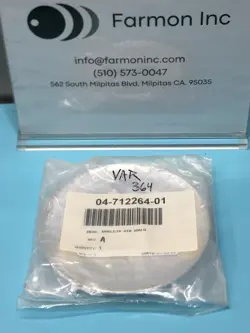 Farmon Inc
info@farmoninc.com
(510) 573-0047
562 South Milpitas Blvd. Milpitas CA. 95035
VAR
364
04-712264-01
REV: A